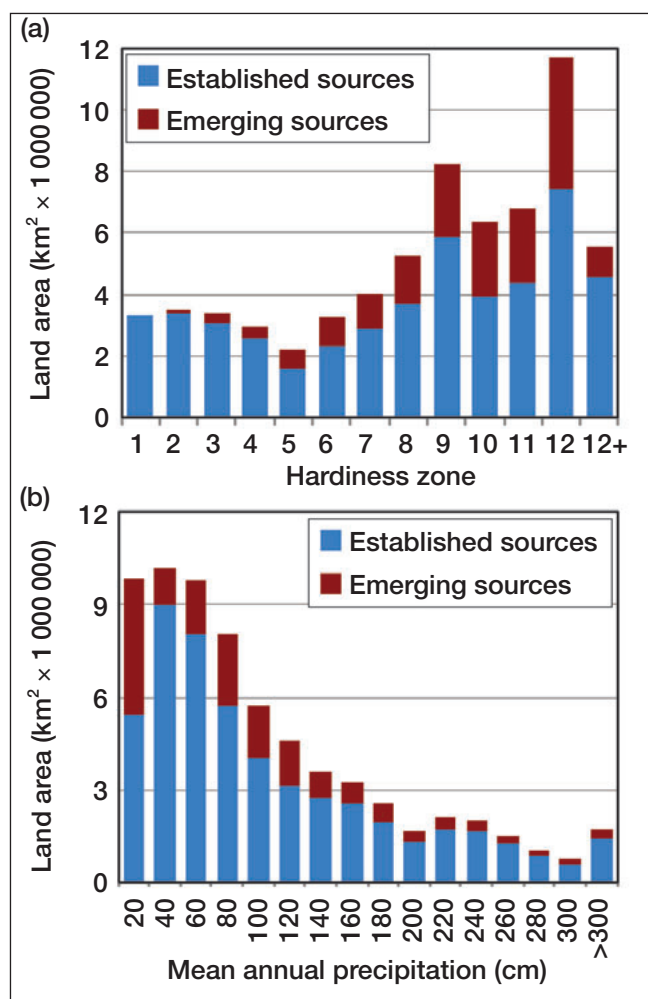 (a)
12
10
8
6
4
2
0
Land area (km² × 1 000 000)
Established sources
Emerging sources
1 2 3 4 5 6 7 8 9 10 11 12 12+
Hardiness zone
(b)
12
9
6
3
0
Land area (km² × 1 000 000)
Established sources
Emerging sources
20 40 60 80 100 120 140 160 180 200 220 240 260 280 300 >300
Mean annual precipitation (cm)